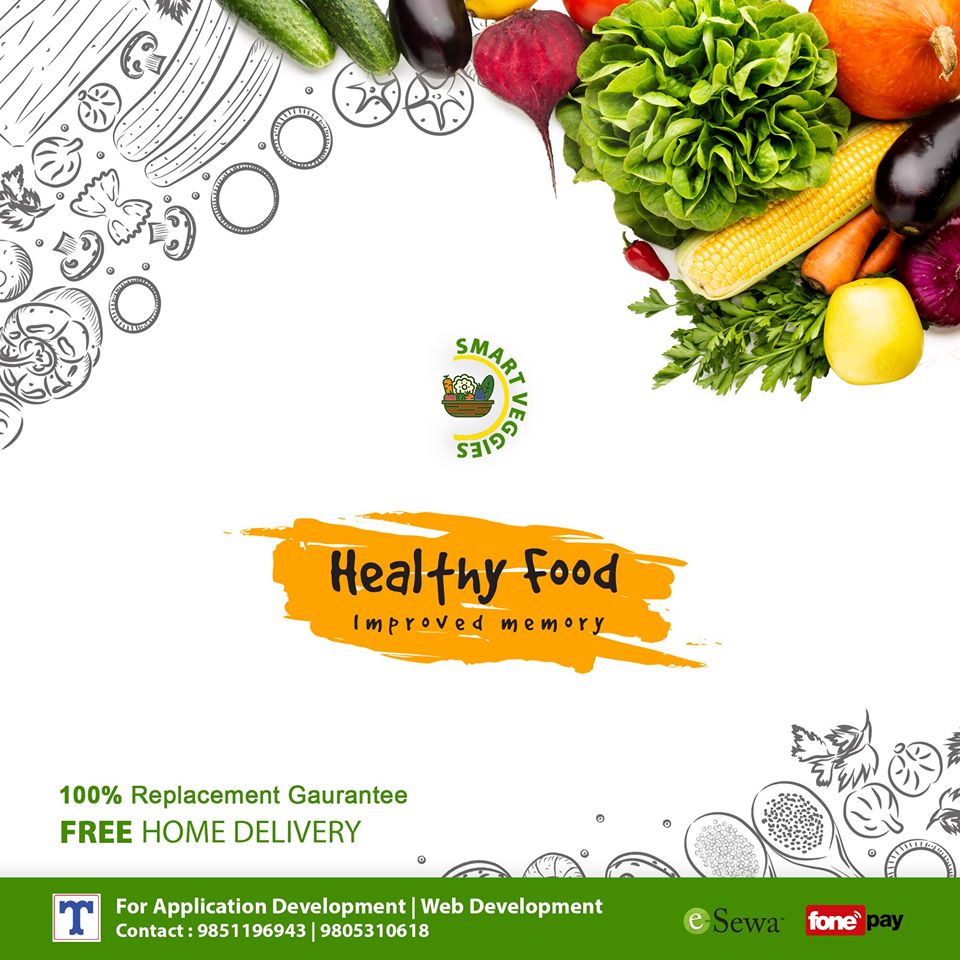 SMART VEGGIES
Healthy Food
Improved memory
100% Replacement Gaurantee
FREE HOME DELIVERY
T
For Application Development | Web Development
Contact : 9851196943 | 9805310618
e-Sewa™
fonepay